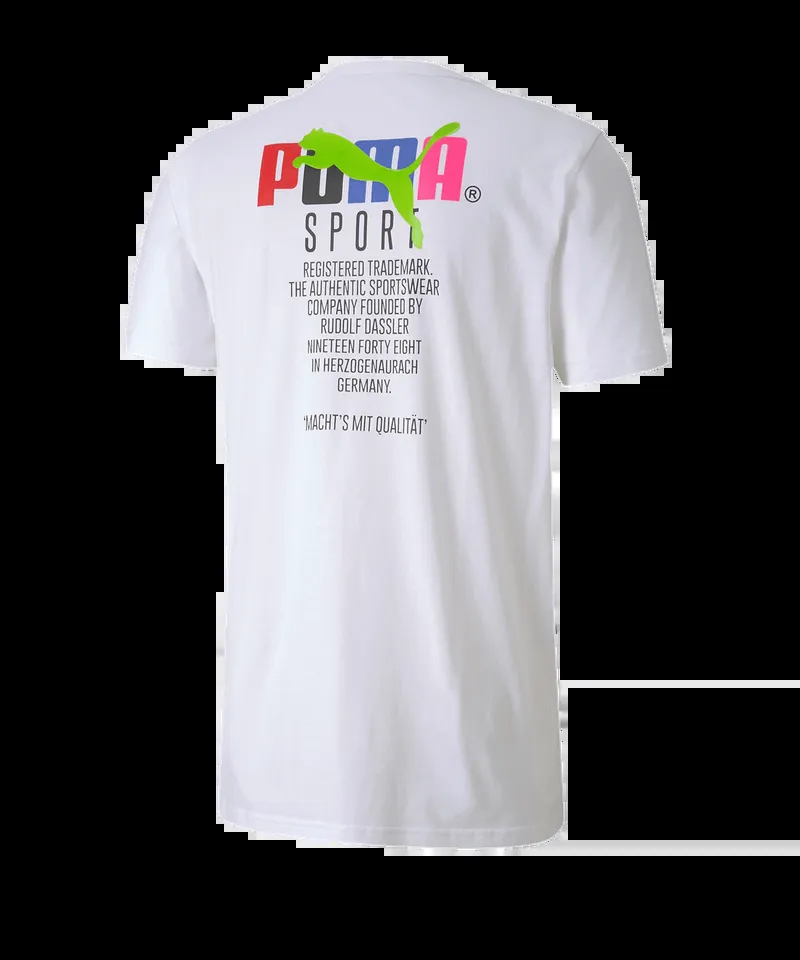 PUMA®
SPORT
REGISTERED TRADEMARK.
THE AUTHENTIC SPORTSWEAR
COMPANY FOUNDED BY
RUDOLF DASSLER
NINETEEN FORTY EIGHT
IN HERZOGENAURACH
GERMANY.
‘MACHT’S MIT QUALITÄT’